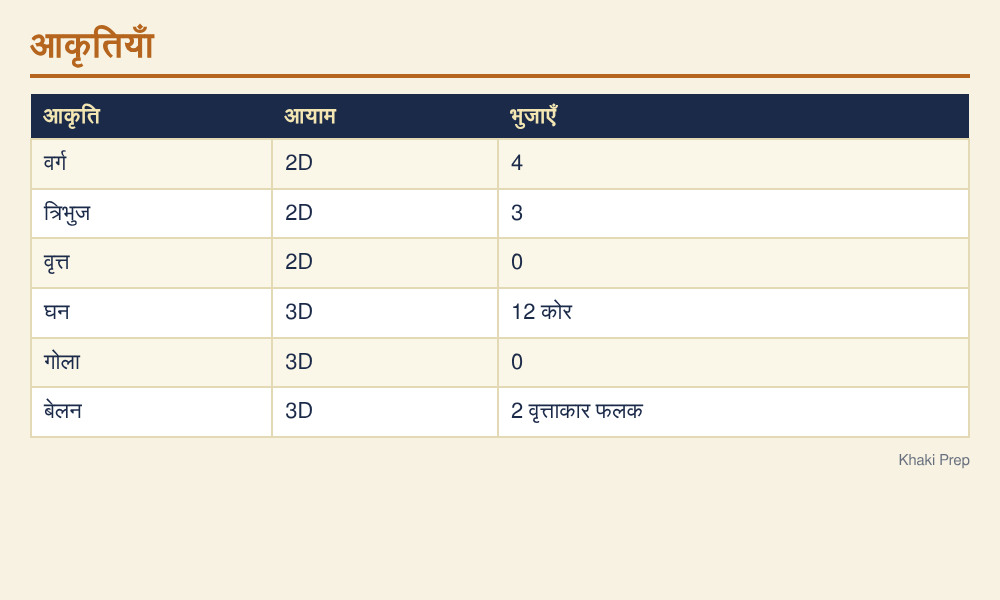 आकृतियाँ
आकृति आयाम भुजाएँ
वर्ग 2D 4
त्रिभुज 2D 3
वृत्त 2D 0
घन 3D 12 कोर
गोला 3D 0
बेलन 3D 2 वृत्ताकार फलक
Khaki Prep